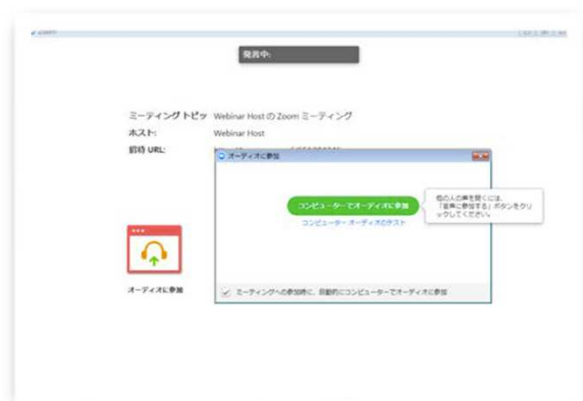 発言中:
ミーティング トピッ Webinar Host の Zoom ミーティング
ホスト: Webinar Host
招待 URL:
オーディオに参加
コンピューターでオーディオに参加
コンピューター オーディオのテスト
他の人の声を聞くには、
「音声に参加する」ボタンをクリ
ックしてください。
オーディオに参加
ミーティングへの参加時に、自動的にコンピューターでオーディオに参加